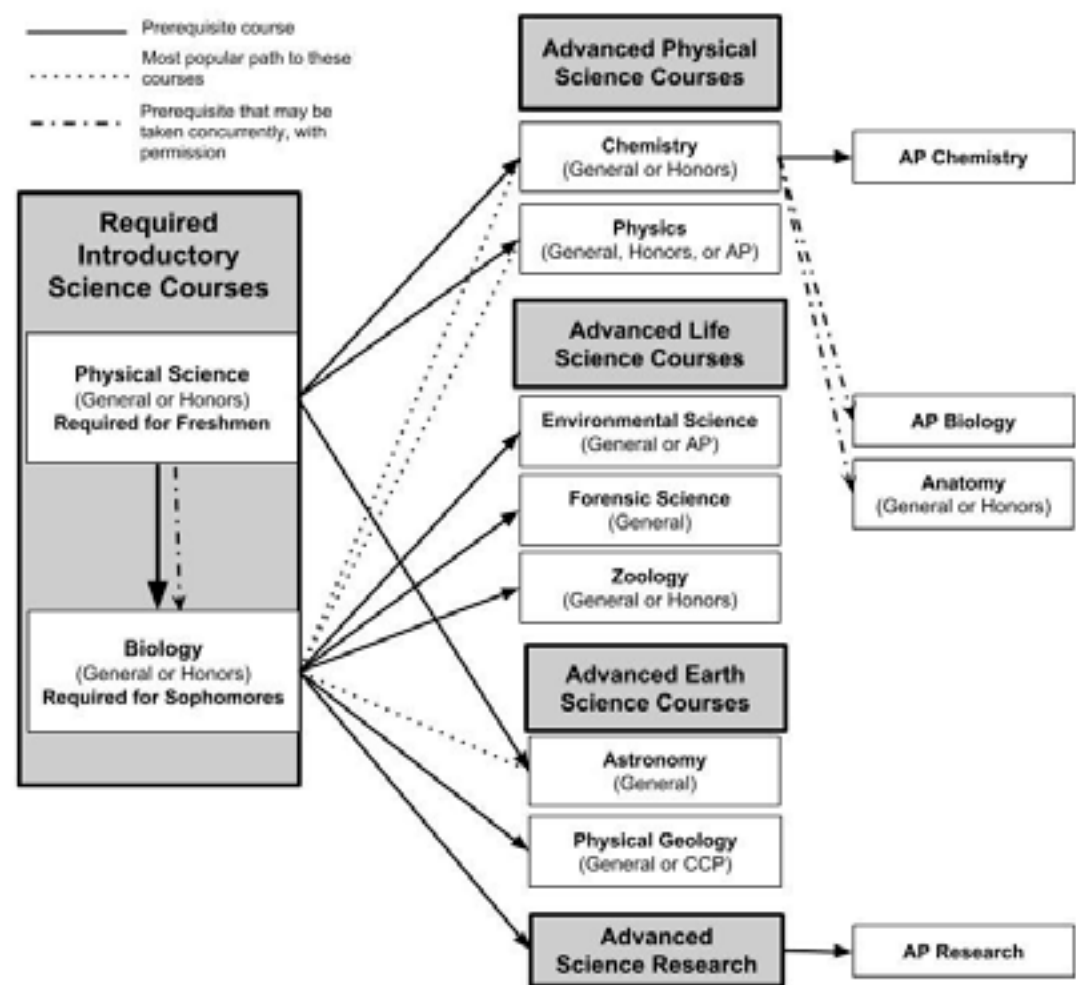 Prerequisite course
Most popular path to these
courses
Prerequisite that may be
taken concurrently, with
permission
Required
Introductory
Science Courses
Physical Science
(General or Honors)
Required for Freshmen
Biology
(General or Honors)
Required for Sophomores
Advanced Physical
Science Courses
Chemistry
(General or Honors)
Physics
(General, Honors, or AP)
Advanced Life
Science Courses
Environmental Science
(General or AP)
Forensic Science
(General)
Zoology
(General or Honors)
Advanced Earth
Science Courses
Astronomy
(General)
Physical Geology
(General or CCP)
Advanced
Science Research
AP Chemistry
AP Biology
Anatomy
(General or Honors)
AP Research